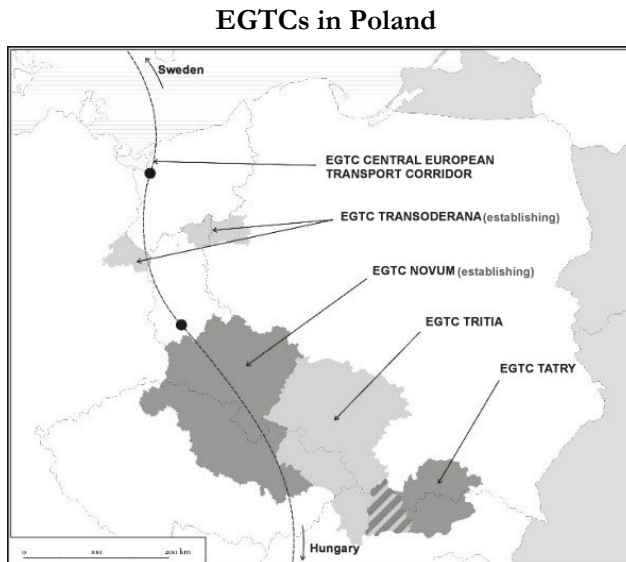 EGTCs in Poland
Sweden
EGTC CENTRAL EUROPEAN
TRANSPORT CORRIDOR
EGTC TRANSODERANA (establishing)
EGTC NOVUM (establishing)
EGTC TRITIA
EGTC TATRY
0 100 200 km
Hungary